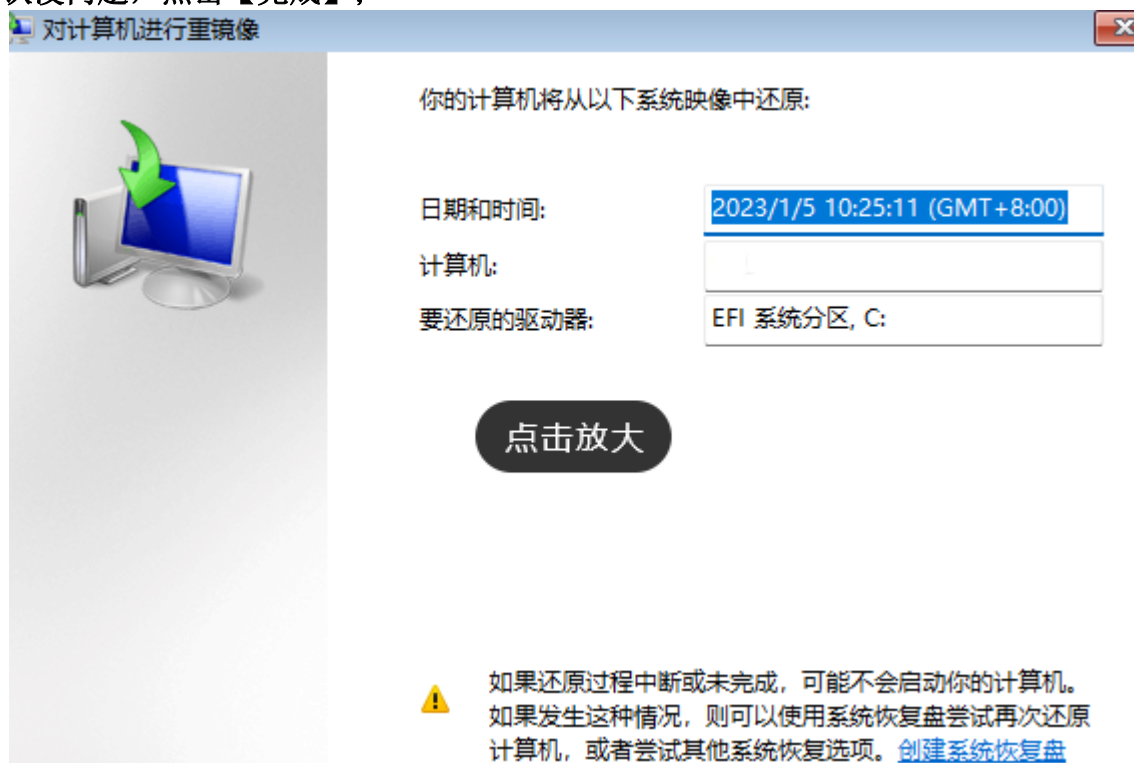 点击【完成】,
对计算机进行重镜像
你的计算机将从以下系统映像中还原:
日期和时间: 2023/1/5 10:25:11 (GMT+8:00)
计算机:
要还原的驱动器: EFI 系统分区, C:
点击放大
如果还原过程中断或未完成，可能不会启动你的计算机。
如果发生这种情况，则可以使用系统恢复盘尝试再次还原
计算机，或者尝试其他系统恢复选项。创建系统恢复盘